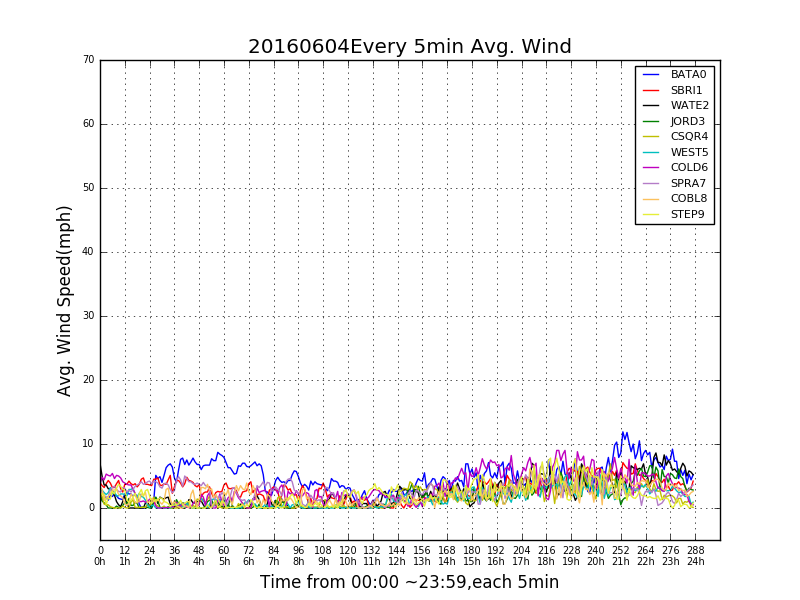 20160604Every 5min Avg. Wind
70
60
50
40
30
20
10
0
Avg. Wind Speed(mph)
BATA0
SBRI1
WATE2
JORD3
CSQR4
WEST5
COLD6
SPRA7
COBL8
STEP9
0 12 24 36 48 60 72 84 96 108 120 132 144 156 168 180 192 204 216 228 240 252 264 276 288
0h 1h 2h 3h 4h 5h 6h 7h 8h 9h 10h 11h 12h 13h 14h 15h 16h 17h 18h 19h 20h 21h 22h 23h 24h
Time from 00:00 ~23:59,each 5min